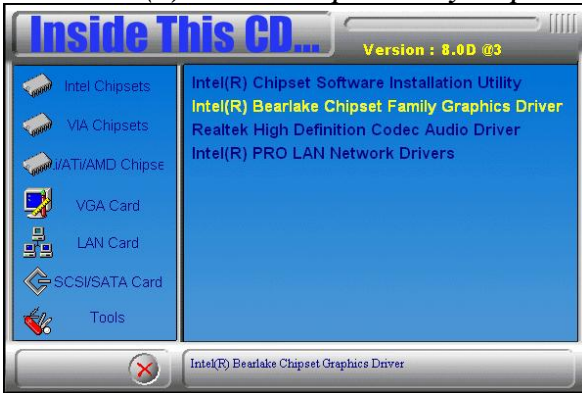 Inside This CD...
Version : 8.0D @3
Intel Chipsets
VIA Chipsets
i/ATi/AMD Chipse
VGA Card
LAN Card
SCSI/SATA Card
Tools
Intel(R) Chipset Software Installation Utility
Intel(R) Bearlake Chipset Family Graphics Driver
Realtek High Definition Codec Audio Driver
Intel(R) PRO LAN Network Drivers
Intel(R) Bearlake Chipset Graphics Driver